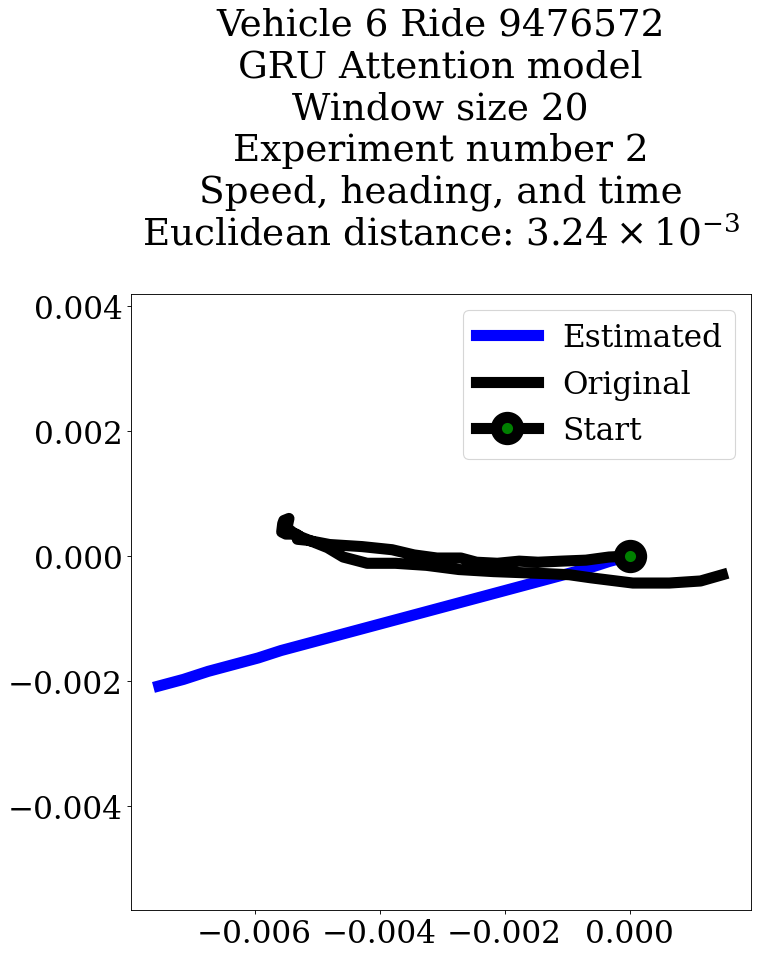 Vehicle 6 Ride 9476572
GRU Attention model
Window size 20
Experiment number 2
Speed, heading, and time
Euclidean distance: 3.24 × 10⁻³
Estimated
Original
Start
0.004
0.002
0.000
−0.002
−0.004
−0.006 −0.004 −0.002 0.000